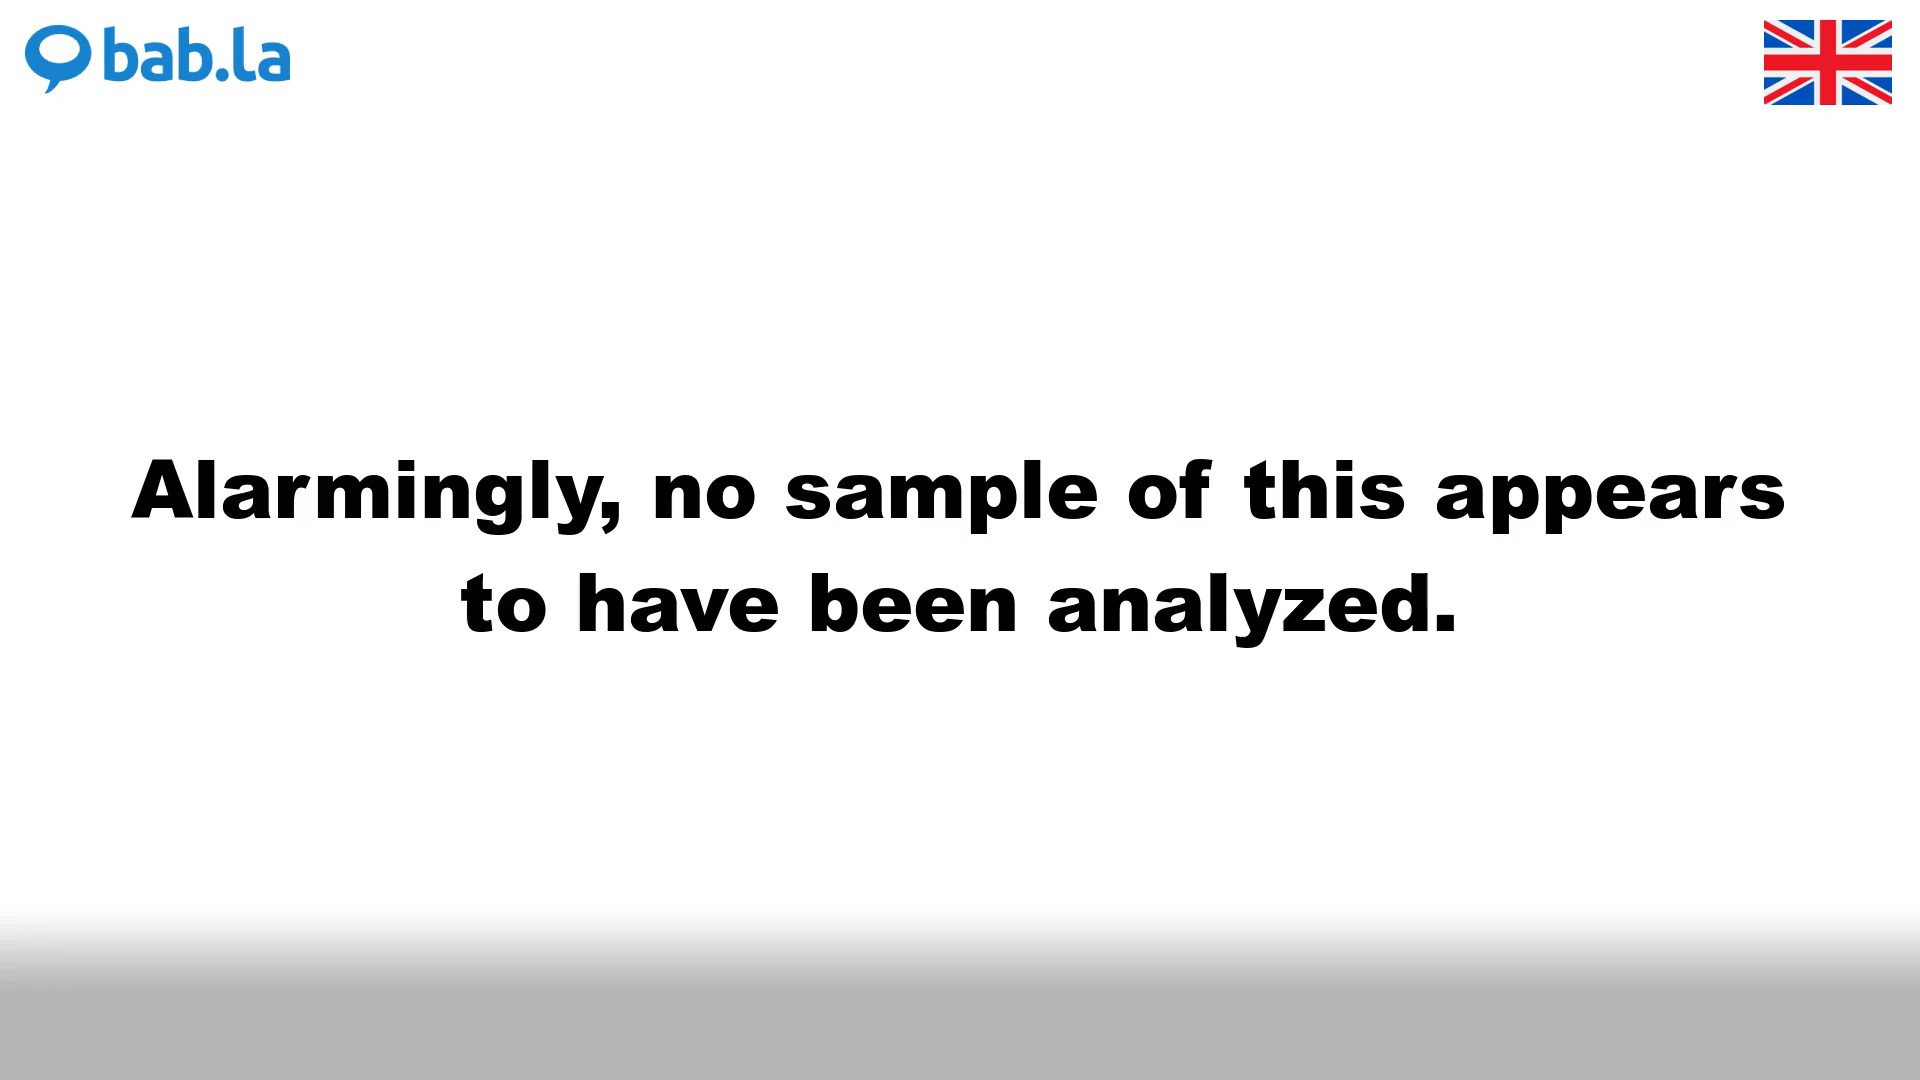 bab.la
Alarmingly, no sample of this appears
to have been analyzed.